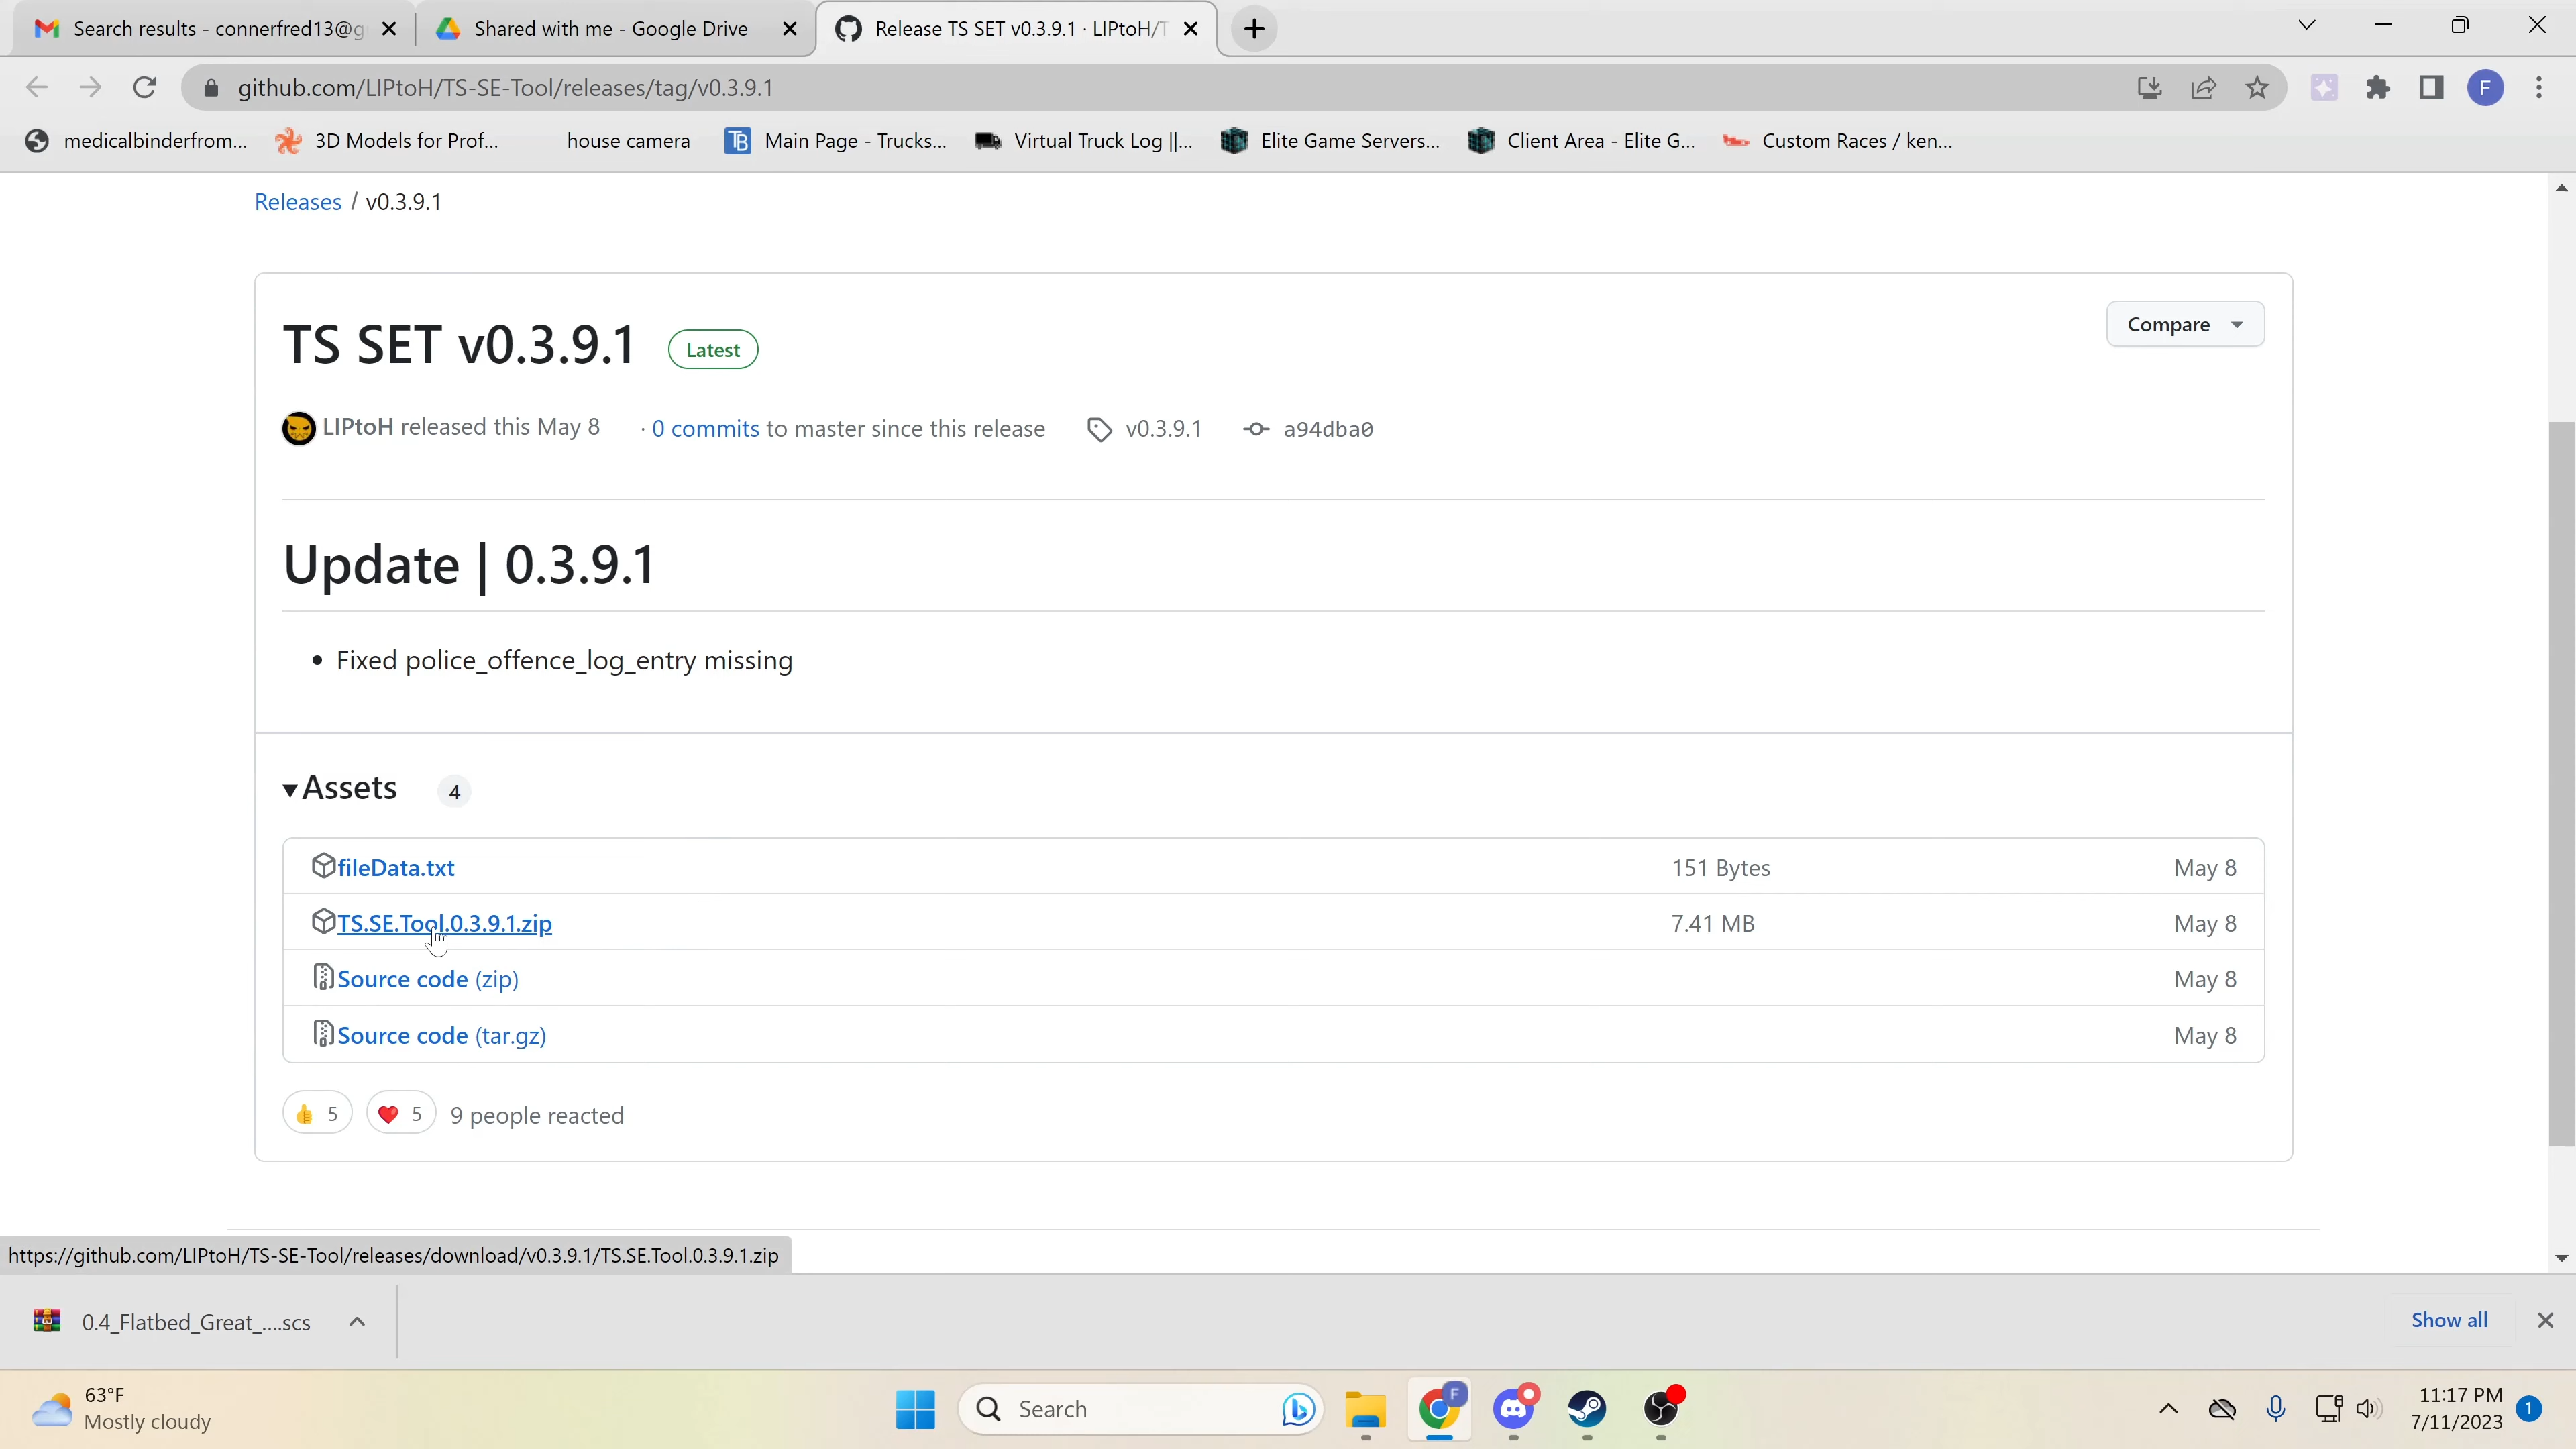 Search results - connerfred13@g
Shared with me - Google Drive
Release TS SET v0.3.9.1 · LIPtoH/T
github.com/LIPtoH/TS-SE-Tool/releases/tag/v0.3.9.1
F
medicalbinderfrom...
3D Models for Prof...
house camera
TB Main Page - Trucks...
Virtual Truck Log ||...
Elite Game Servers...
Client Area - Elite G...
Custom Races / ken...
Releases / v0.3.9.1
TS SET v0.3.9.1 Latest
Compare
LIPtoH released this May 8 · 0 commits to master since this release v0.3.9.1 a94dba0
Update | 0.3.9.1
• Fixed police_offence_log_entry missing
Assets 4
fileData.txt 151 Bytes May 8
TS.SE.Tool.0.3.9.1.zip 7.41 MB May 8
Source code (zip) May 8
Source code (tar.gz) May 8
👍 5 ❤️ 5 9 people reacted
https://github.com/LIPtoH/TS-SE-Tool/releases/download/v0.3.9.1/TS.SE.Tool.0.3.9.1.zip
0.4_Flatbed_Great_....scs
Show all
63°F
Mostly cloudy
Search
F
11:17 PM
7/11/2023
1